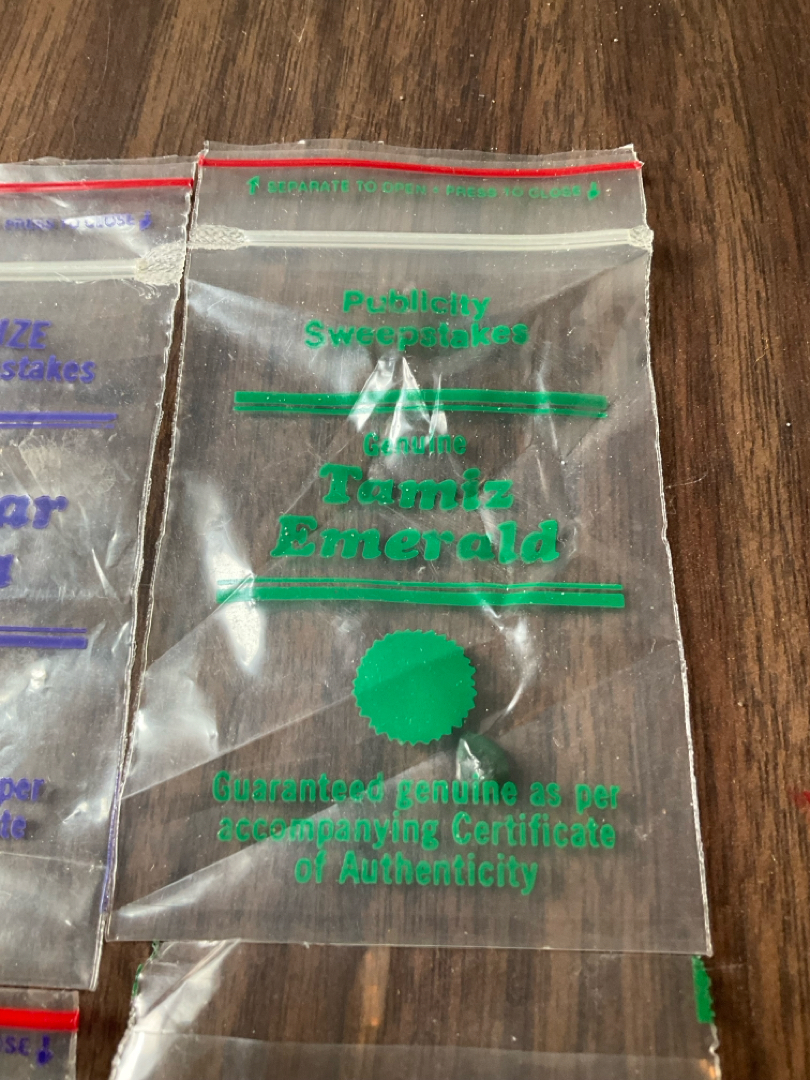 SEPARATE TO OPEN • PRESS TO CLOSE
Publicity
Sweepstakes
Genuine
Tamiz
Emerald
Guaranteed genuine as per
accompanying Certificate
of Authenticity
PRESS TO CLOSE
IZE
stakes
ar
per
te
SE